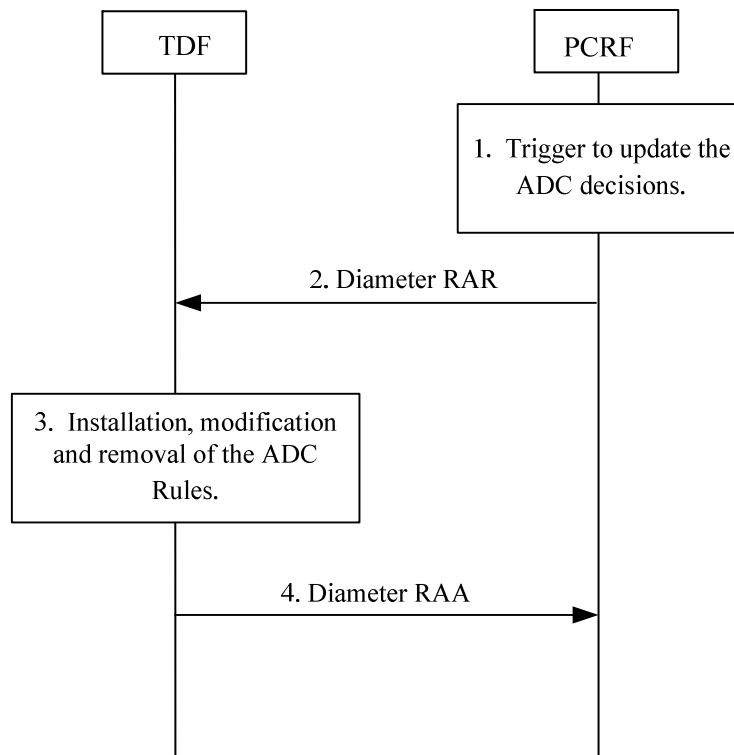 TDF
PCRF
1. Trigger to update the
ADC decisions.
2. Diameter RAR
3. Installation, modification
and removal of the ADC
Rules.
4. Diameter RAA